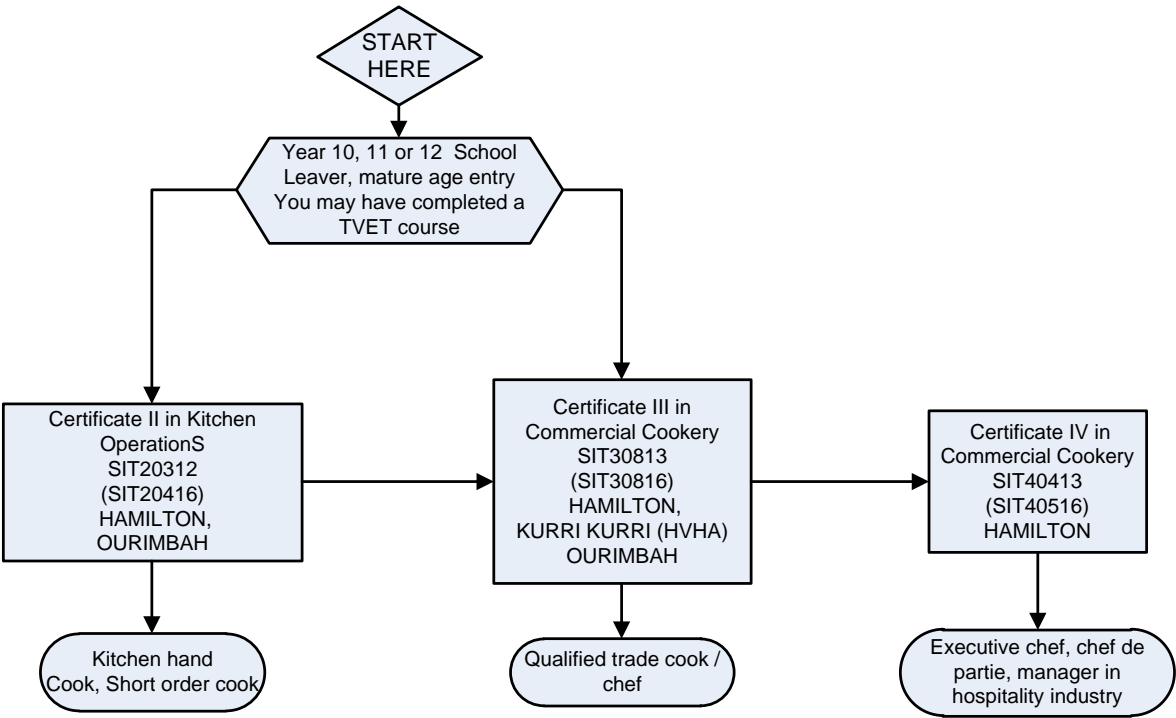 START
HERE
Year 10, 11 or 12 School
Leaver, mature age entry
You may have completed a
TVET course
Certificate II in Kitchen
OperationS
SIT20312
(SIT20416)
HAMILTON,
OURIMBAH
Certificate III in
Commercial Cookery
SIT30813
(SIT30816)
HAMILTON,
KURRI KURRI (HVHA)
OURIMBAH
Certificate IV in
Commercial Cookery
SIT40413
(SIT40516)
HAMILTON
Kitchen hand
Cook, Short order cook
Qualified trade cook /
chef
Executive chef, chef de
partie, manager in
hospitality industry